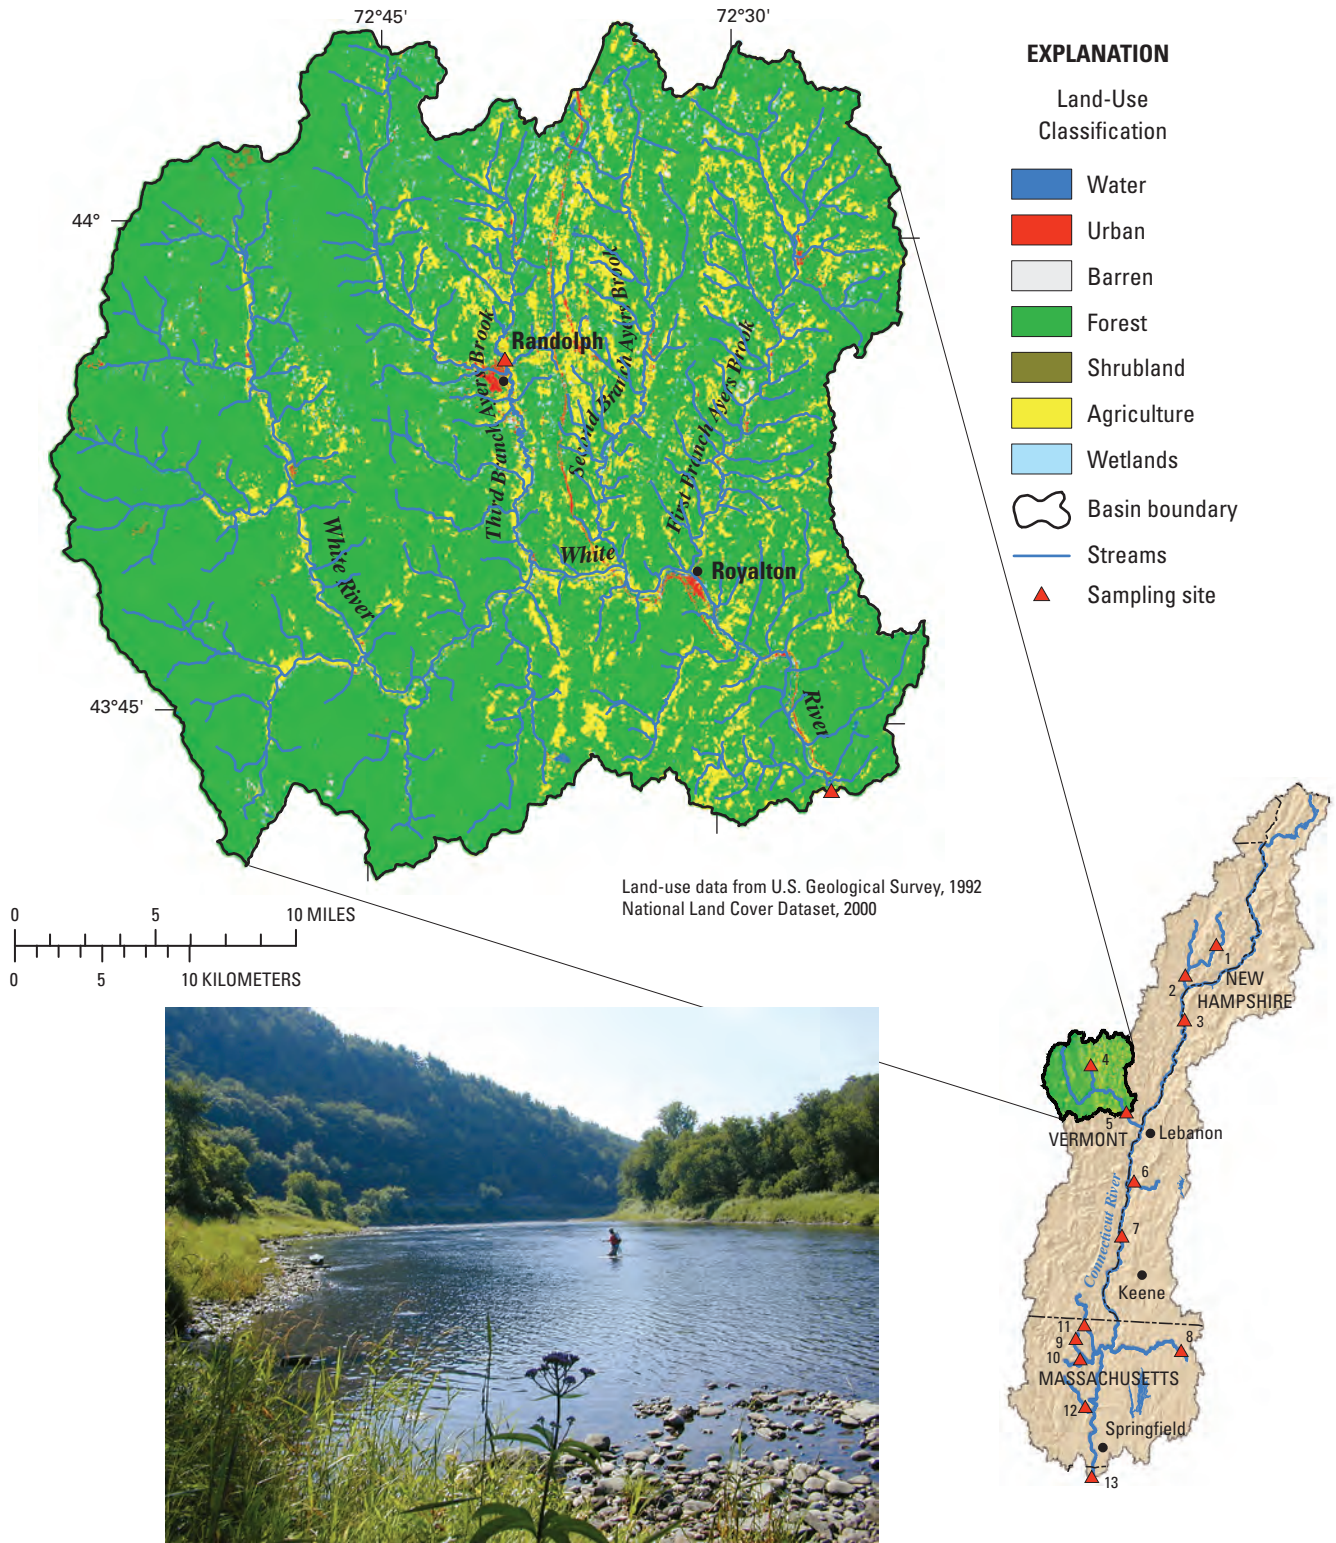 72°45'
72°30'
44°
43°45'
Randolph
Royalton
Third Branch Ayers Brook
Second Branch Ayers Brook
First Branch Ayers Brook
White River
White
River
EXPLANATION
Land-Use
Classification
Water
Urban
Barren
Forest
Shrubland
Agriculture
Wetlands
Basin boundary
Streams
Sampling site
Land-use data from U.S. Geological Survey, 1992
National Land Cover Dataset, 2000
0 5 10 MILES
0 5 10 KILOMETERS
1
2
NEW
HAMPSHIRE
3
4
5
VERMONT
Lebanon
6
Connecticut River
7
Keene
11
9
8
10
MASSACHUSETTS
12
Springfield
13